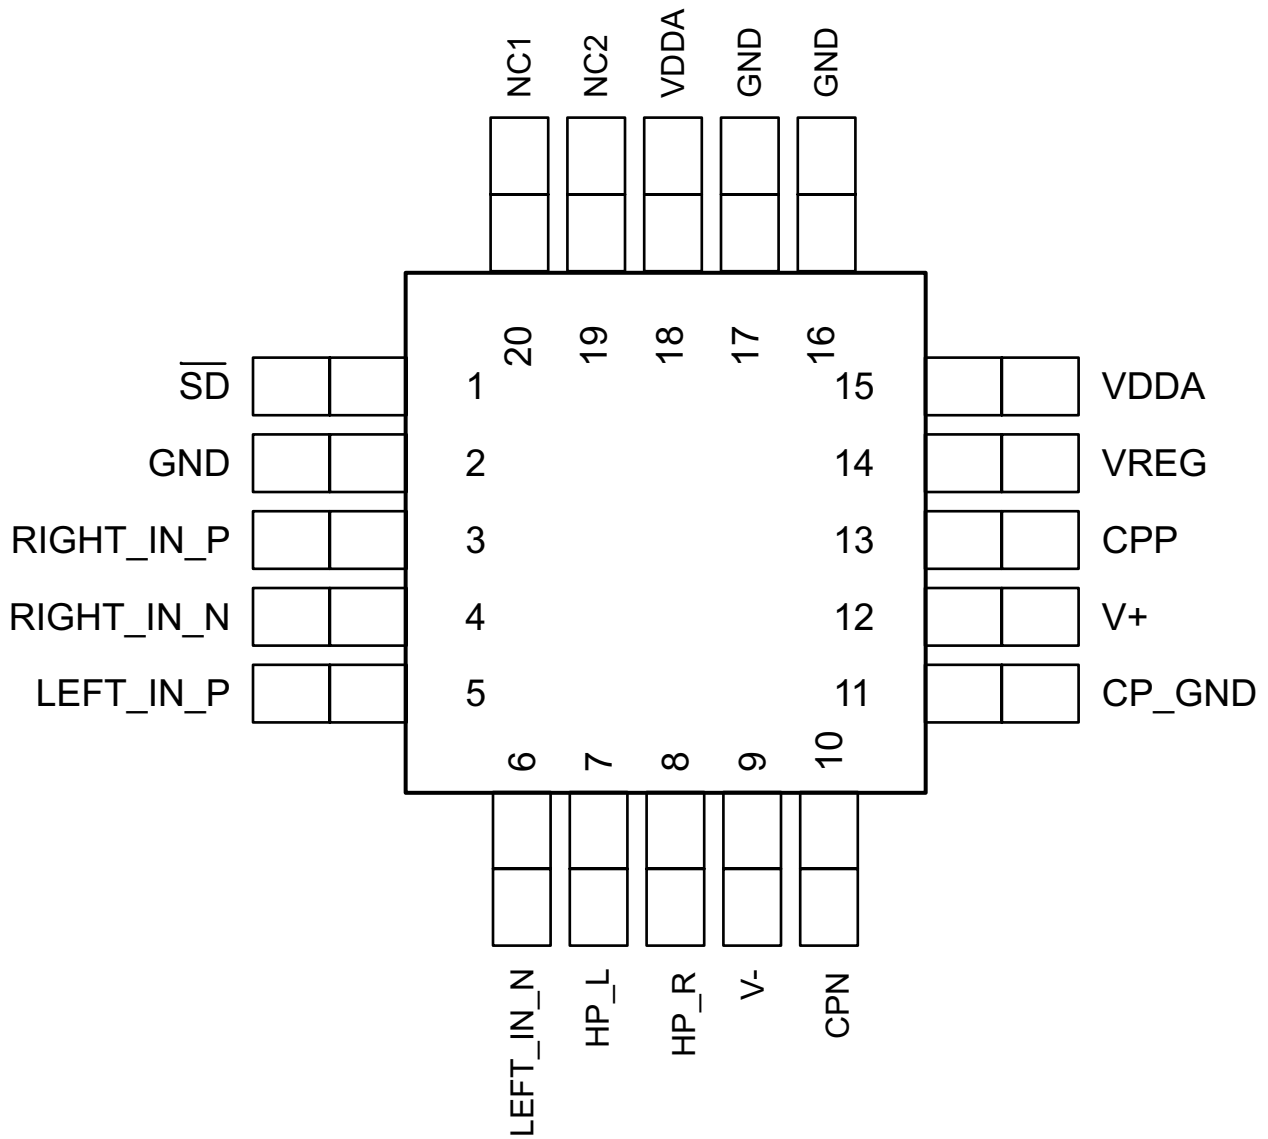 NC1
NC2
VDDA
GND
GND
20
19
18
17
16
S̅D̅ 1
15 VDDA
GND 2
14 VREG
RIGHT_IN_P 3
13 CPP
RIGHT_IN_N 4
12 V+
LEFT_IN_P 5
11 CP_GND
6
7
8
9
10
LEFT_IN_N
HP_L
HP_R
V-
CPN